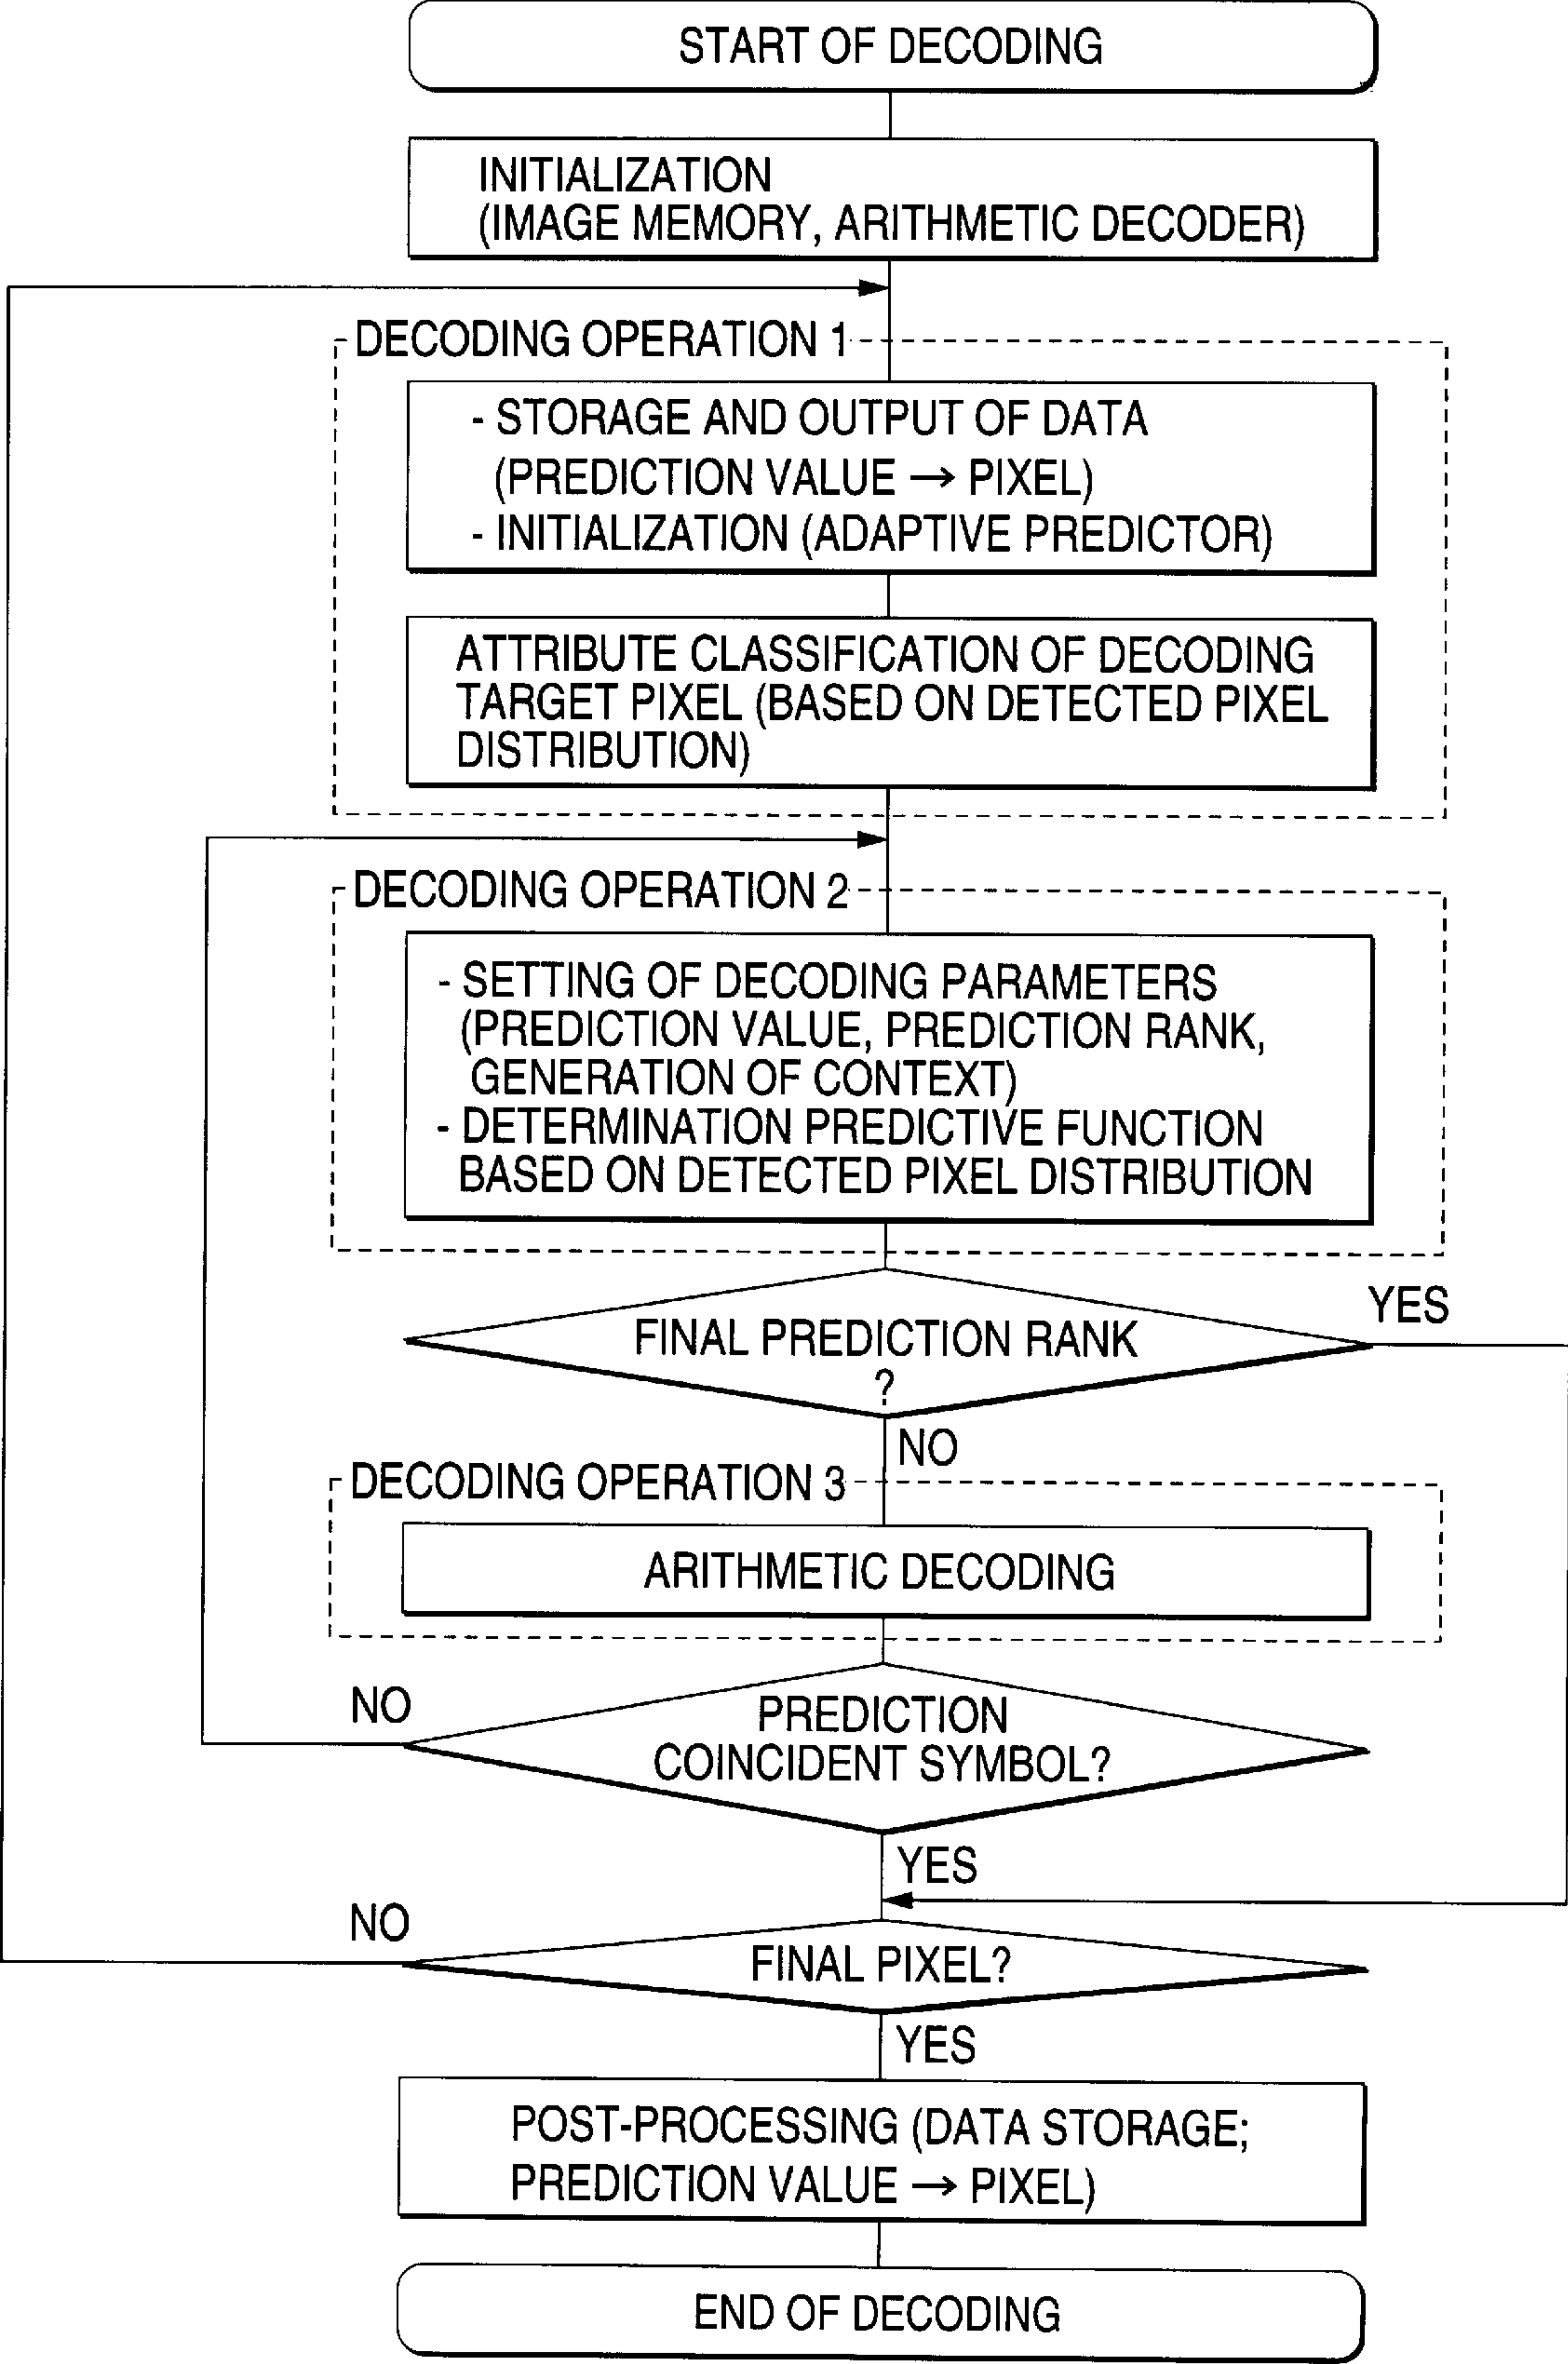 START OF DECODING
INITIALIZATION
(IMAGE MEMORY, ARITHMETIC DECODER)
DECODING OPERATION 1
- STORAGE AND OUTPUT OF DATA
(PREDICTION VALUE → PIXEL)
- INITIALIZATION (ADAPTIVE PREDICTOR)
ATTRIBUTE CLASSIFICATION OF DECODING
TARGET PIXEL (BASED ON DETECTED PIXEL
DISTRIBUTION)
DECODING OPERATION 2
- SETTING OF DECODING PARAMETERS
(PREDICTION VALUE, PREDICTION RANK,
GENERATION OF CONTEXT)
- DETERMINATION PREDICTIVE FUNCTION
BASED ON DETECTED PIXEL DISTRIBUTION
YES
FINAL PREDICTION RANK
?
NO
DECODING OPERATION 3
ARITHMETIC DECODING
NO
PREDICTION
COINCIDENT SYMBOL?
YES
NO
FINAL PIXEL?
YES
POST-PROCESSING (DATA STORAGE;
PREDICTION VALUE → PIXEL)
END OF DECODING